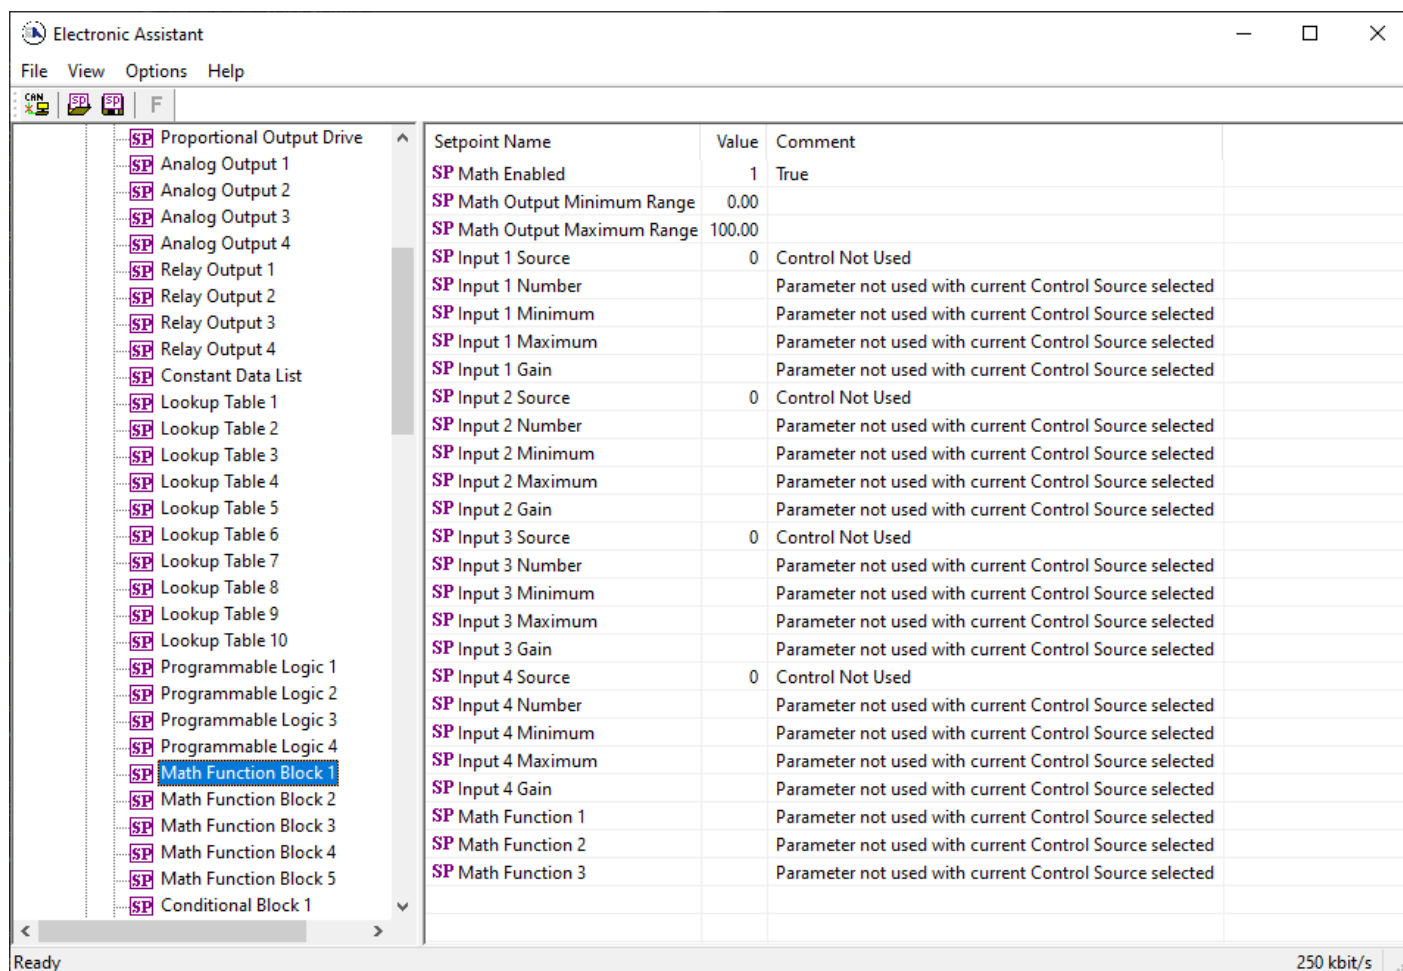 Electronic Assistant
File View Options Help
CAN SP SP F
SP Proportional Output Drive
SP Analog Output 1
SP Analog Output 2
SP Analog Output 3
SP Analog Output 4
SP Relay Output 1
SP Relay Output 2
SP Relay Output 3
SP Relay Output 4
SP Constant Data List
SP Lookup Table 1
SP Lookup Table 2
SP Lookup Table 3
SP Lookup Table 4
SP Lookup Table 5
SP Lookup Table 6
SP Lookup Table 7
SP Lookup Table 8
SP Lookup Table 9
SP Lookup Table 10
SP Programmable Logic 1
SP Programmable Logic 2
SP Programmable Logic 3
SP Programmable Logic 4
SP Math Function Block 1
SP Math Function Block 2
SP Math Function Block 3
SP Math Function Block 4
SP Math Function Block 5
SP Conditional Block 1
Setpoint Name Value Comment
SP Math Enabled 1 True
SP Math Output Minimum Range 0.00
SP Math Output Maximum Range 100.00
SP Input 1 Source 0 Control Not Used
SP Input 1 Number Parameter not used with current Control Source selected
SP Input 1 Minimum Parameter not used with current Control Source selected
SP Input 1 Maximum Parameter not used with current Control Source selected
SP Input 1 Gain Parameter not used with current Control Source selected
SP Input 2 Source 0 Control Not Used
SP Input 2 Number Parameter not used with current Control Source selected
SP Input 2 Minimum Parameter not used with current Control Source selected
SP Input 2 Maximum Parameter not used with current Control Source selected
SP Input 2 Gain Parameter not used with current Control Source selected
SP Input 3 Source 0 Control Not Used
SP Input 3 Number Parameter not used with current Control Source selected
SP Input 3 Minimum Parameter not used with current Control Source selected
SP Input 3 Maximum Parameter not used with current Control Source selected
SP Input 3 Gain Parameter not used with current Control Source selected
SP Input 4 Source 0 Control Not Used
SP Input 4 Number Parameter not used with current Control Source selected
SP Input 4 Minimum Parameter not used with current Control Source selected
SP Input 4 Maximum Parameter not used with current Control Source selected
SP Input 4 Gain Parameter not used with current Control Source selected
SP Math Function 1 Parameter not used with current Control Source selected
SP Math Function 2 Parameter not used with current Control Source selected
SP Math Function 3 Parameter not used with current Control Source selected
Ready 250 kbit/s